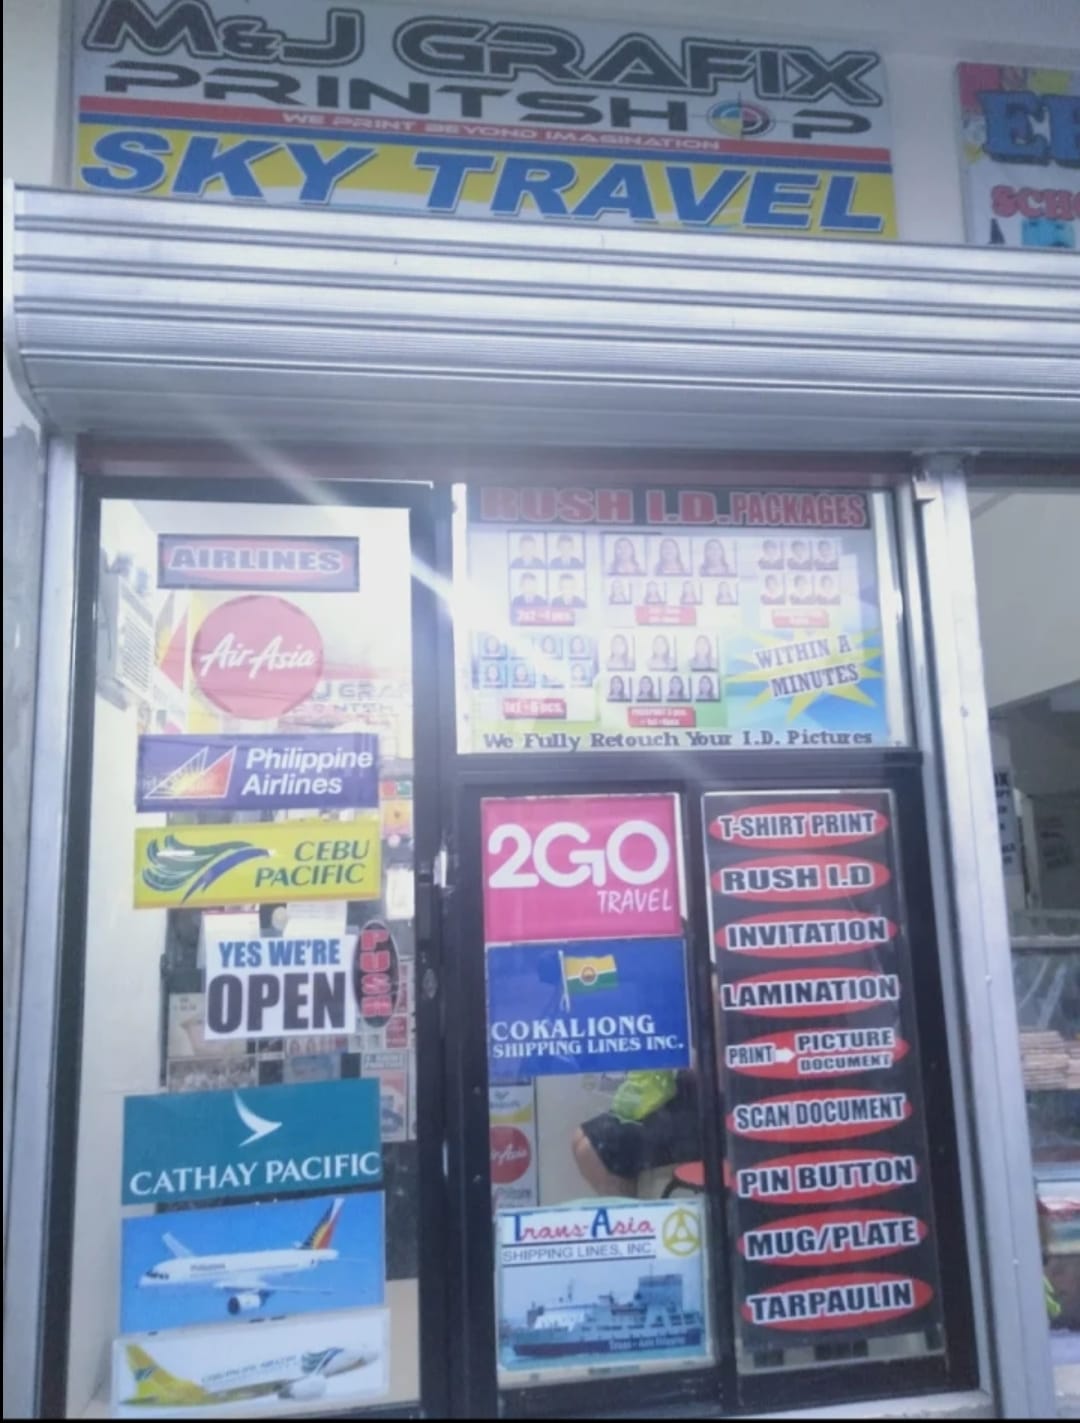 M&J GRAFIX
PRINTSHOP
WE PRINT BEYOND IMAGINATION
SKY TRAVEL
RUSH I.D. PACKAGES
WITHIN A
MINUTES
We Fully Retouch Your I.D. Pictures
AIRLINES
AirAsia
Philippine
Airlines
CEBU
PACIFIC
YES WE'RE
OPEN
PUSH
CATHAY PACIFIC
2GO
TRAVEL
COKALIONG
SHIPPING LINES INC.
AirAsia
Trans-Asia
SHIPPING LINES, INC.
T-SHIRT PRINT
RUSH I.D
INVITATION
LAMINATION
PRINT PICTURE
DOCUMENT
SCAN DOCUMENT
PIN BUTTON
MUG/PLATE
TARPAULIN